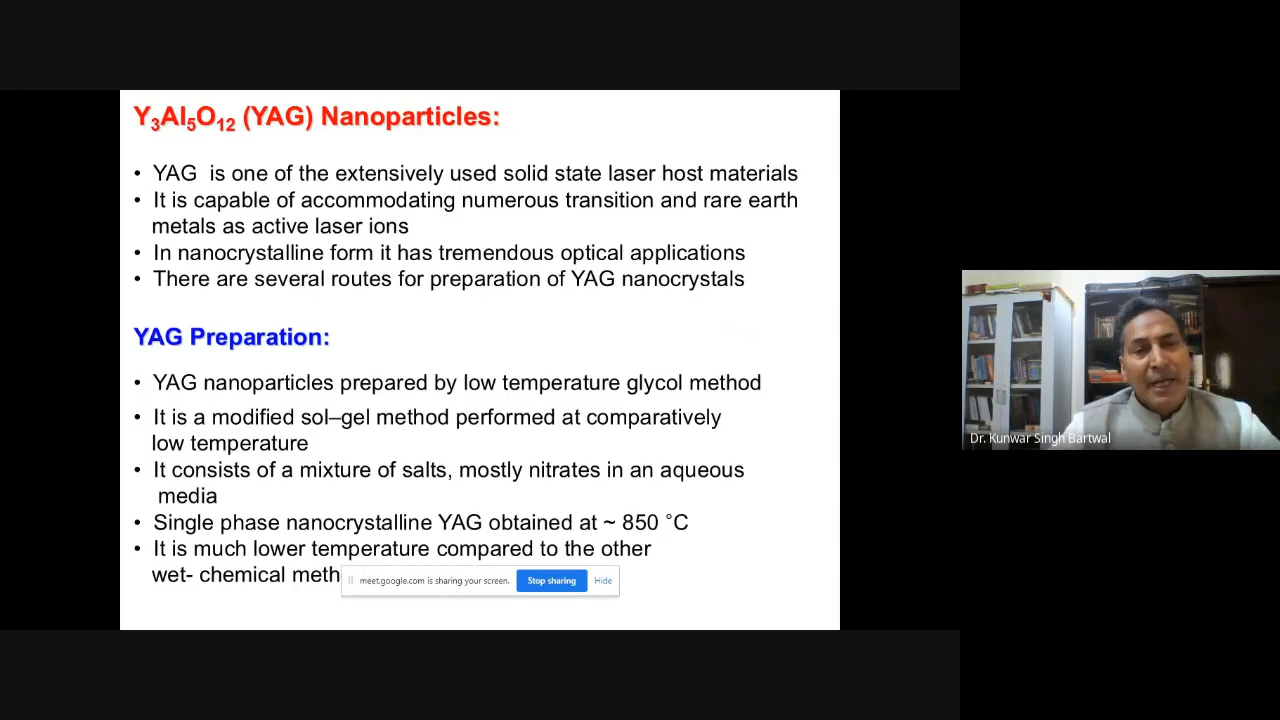 Y3Al5O12 (YAG) Nanoparticles:
• YAG is one of the extensively used solid state laser host materials
• It is capable of accommodating numerous transition and rare earth
metals as active laser ions
• In nanocrystalline form it has tremendous optical applications
• There are several routes for preparation of YAG nanocrystals
YAG Preparation:
• YAG nanoparticles prepared by low temperature glycol method
• It is a modified sol–gel method performed at comparatively
low temperature
• It consists of a mixture of salts, mostly nitrates in an aqueous
media
• Single phase nanocrystalline YAG obtained at ~ 850 °C
• It is much lower temperature compared to the other
wet- chemical meth
meet.google.com is sharing your screen.
Stop sharing
Hide
Dr. Kunwar Singh Bartwal